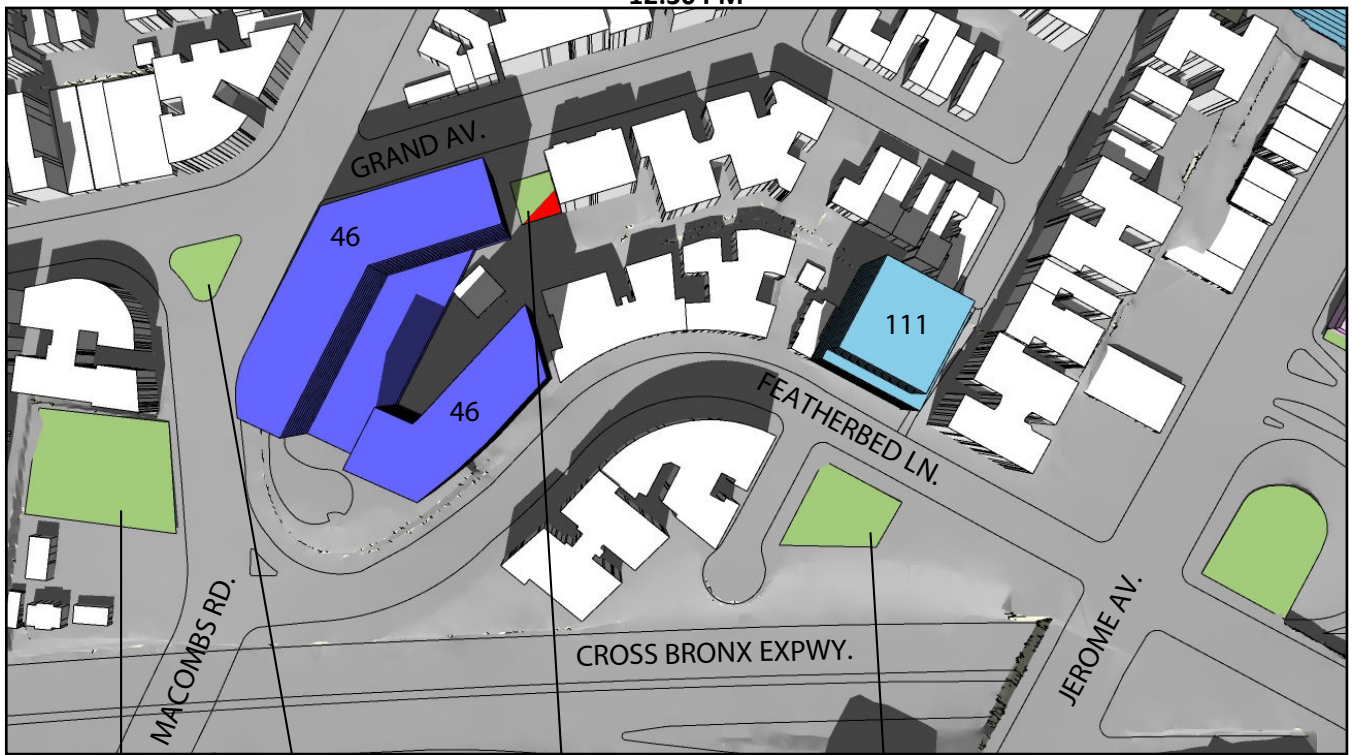 GRAND AV.
46
111
FEATHERBED LN.
46
MACOMBS RD.
CROSS BRONX EXPWY.
JEROME AV.